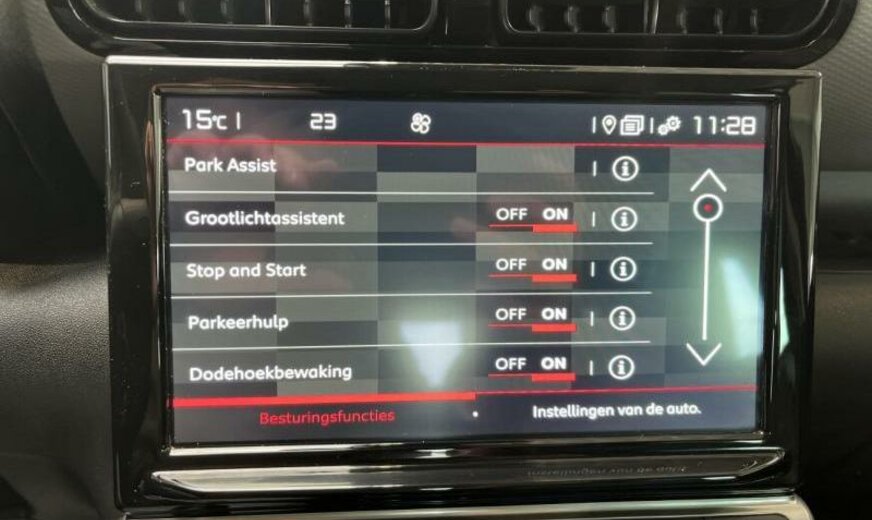 15°C 23 11:28
Park Assist
Grootlichtassistent OFF ON
Stop and Start OFF ON
Parkeerhulp OFF ON
Dodehoekbewaking OFF ON
Besturingsfuncties Instellingen van de auto.